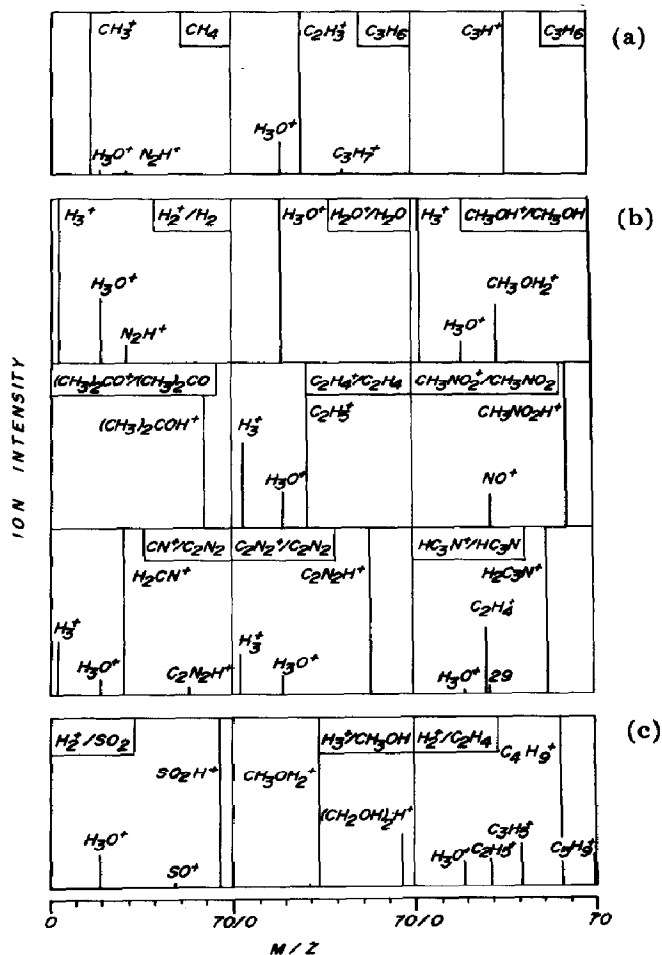 (a)
CH₃⁺ CH₄ C₂H₃⁺ C₃H₆ C₃H⁺ C₃H₆
H₃O⁺ N₂H⁺ H₃O⁺ C₃H₇⁺
(b)
H₃⁺ H₂⁺/H₂ H₃O⁺ H₂O⁺/H₂O H₃⁺ CH₃OH⁺/CH₃OH
H₃O⁺ CH₃OH₂⁺
N₂H⁺ H₃O⁺
(CH₃)₂CO⁺/(CH₃)₂CO C₂H₄⁺/C₂H₄ CH₃NO₂⁺/CH₃NO₂
(CH₃)₂COH⁺ C₂H₅⁺ CH₃NO₂H⁺
H₃⁺
H₃O⁺ NO⁺
CN⁺/C₂N₂ C₂N₂⁺/C₂N₂ HC₃N⁺/HC₃N
H₂CN⁺ C₂N₂H⁺ H₂C₃N⁺
C₂H₄⁺
H₃⁺ H₃⁺
H₃O⁺ C₂N₂H⁺ H₃O⁺ H₃O⁺ 29
(c)
H₂⁺/SO₂ H₃⁺/CH₃OH H₂⁺/C₂H₄
SO₂H⁺ CH₃OH₂⁺ C₄H₉⁺
(CH₂OH)₂H⁺
H₃O⁺ SO⁺ H₃O⁺ C₂H₅⁺ C₃H₅⁺ C₅H₉⁺
0 70/0 70/0 70
M/Z
ION INTENSITY